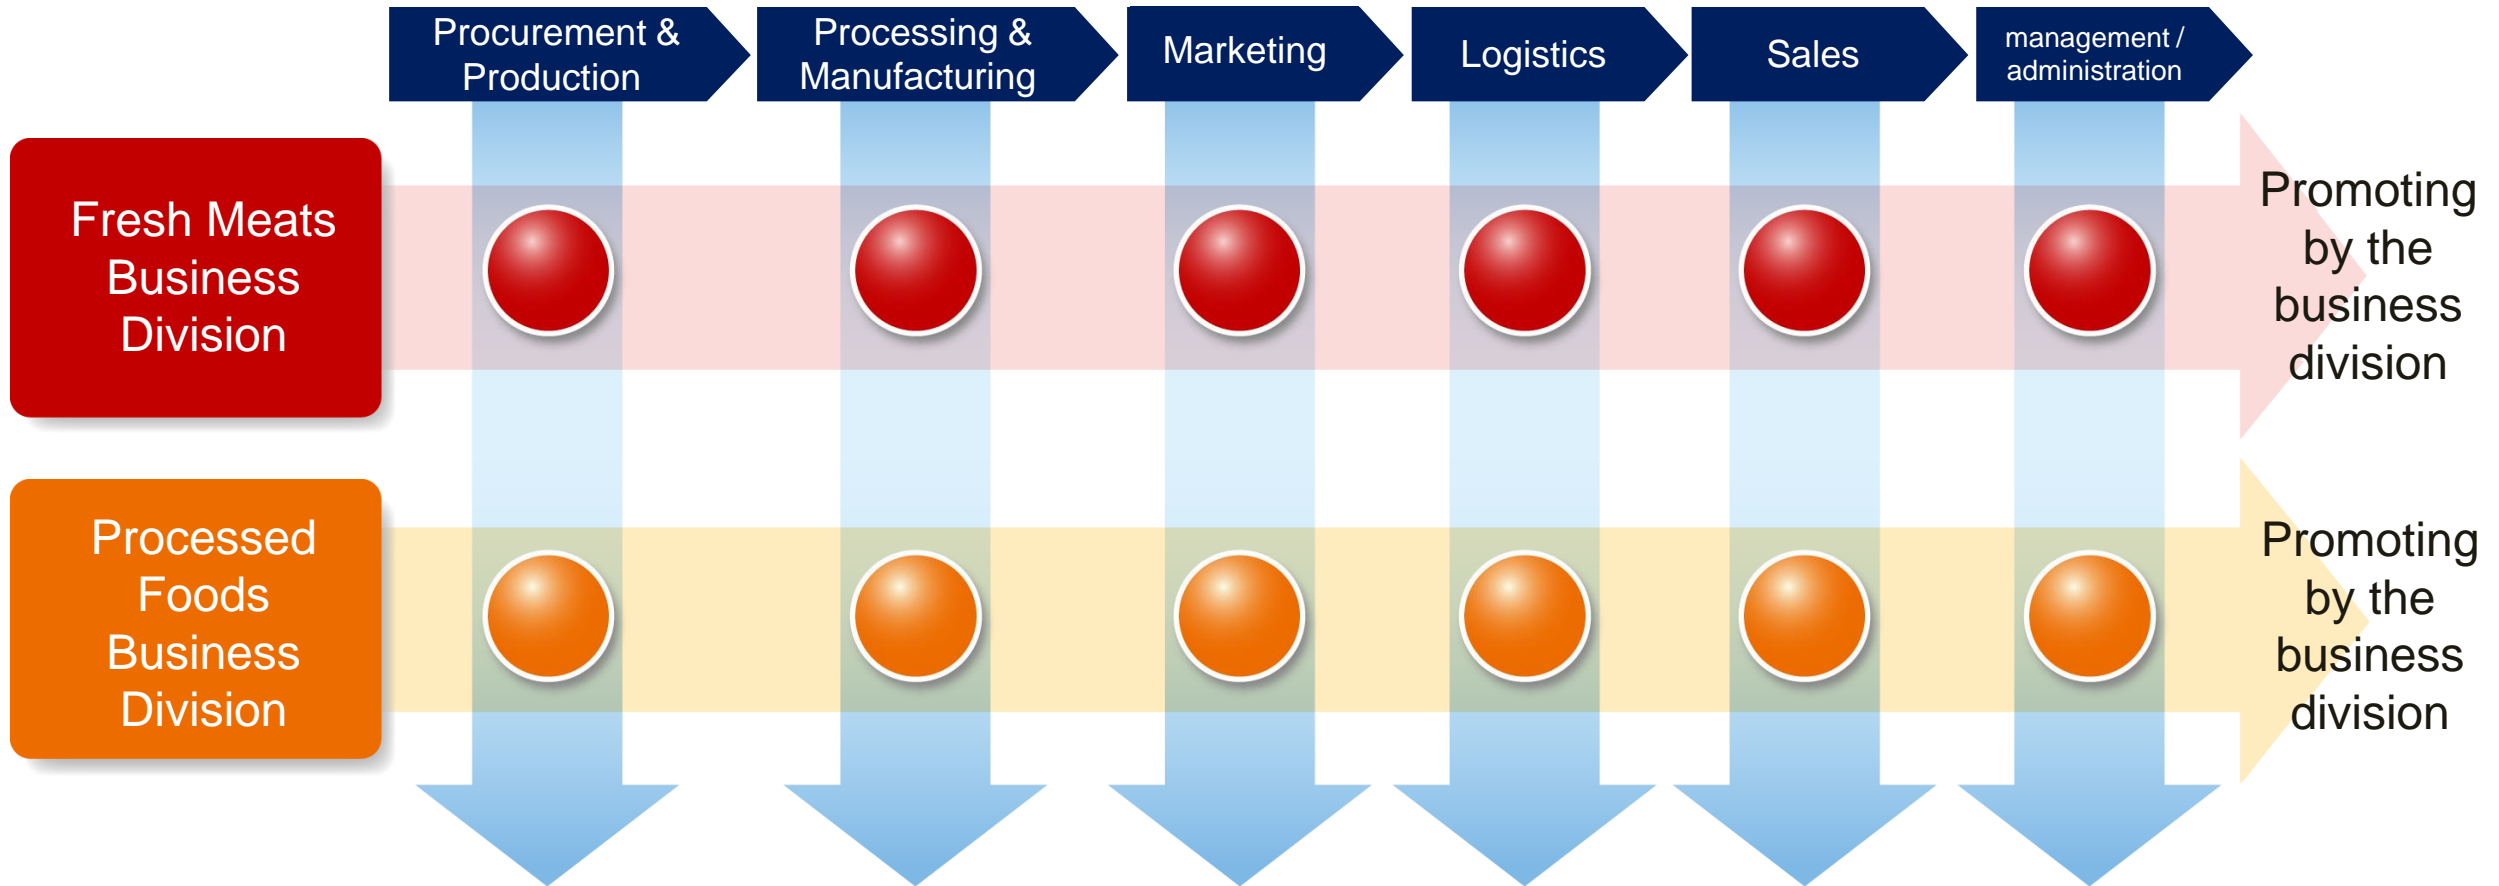 Procurement &
Production
Processing &
Manufacturing
Marketing
Logistics
Sales
management /
administration
Fresh Meats
Business
Division
Promoting
by the
business
division
Processed
Foods
Business
Division
Promoting
by the
business
division